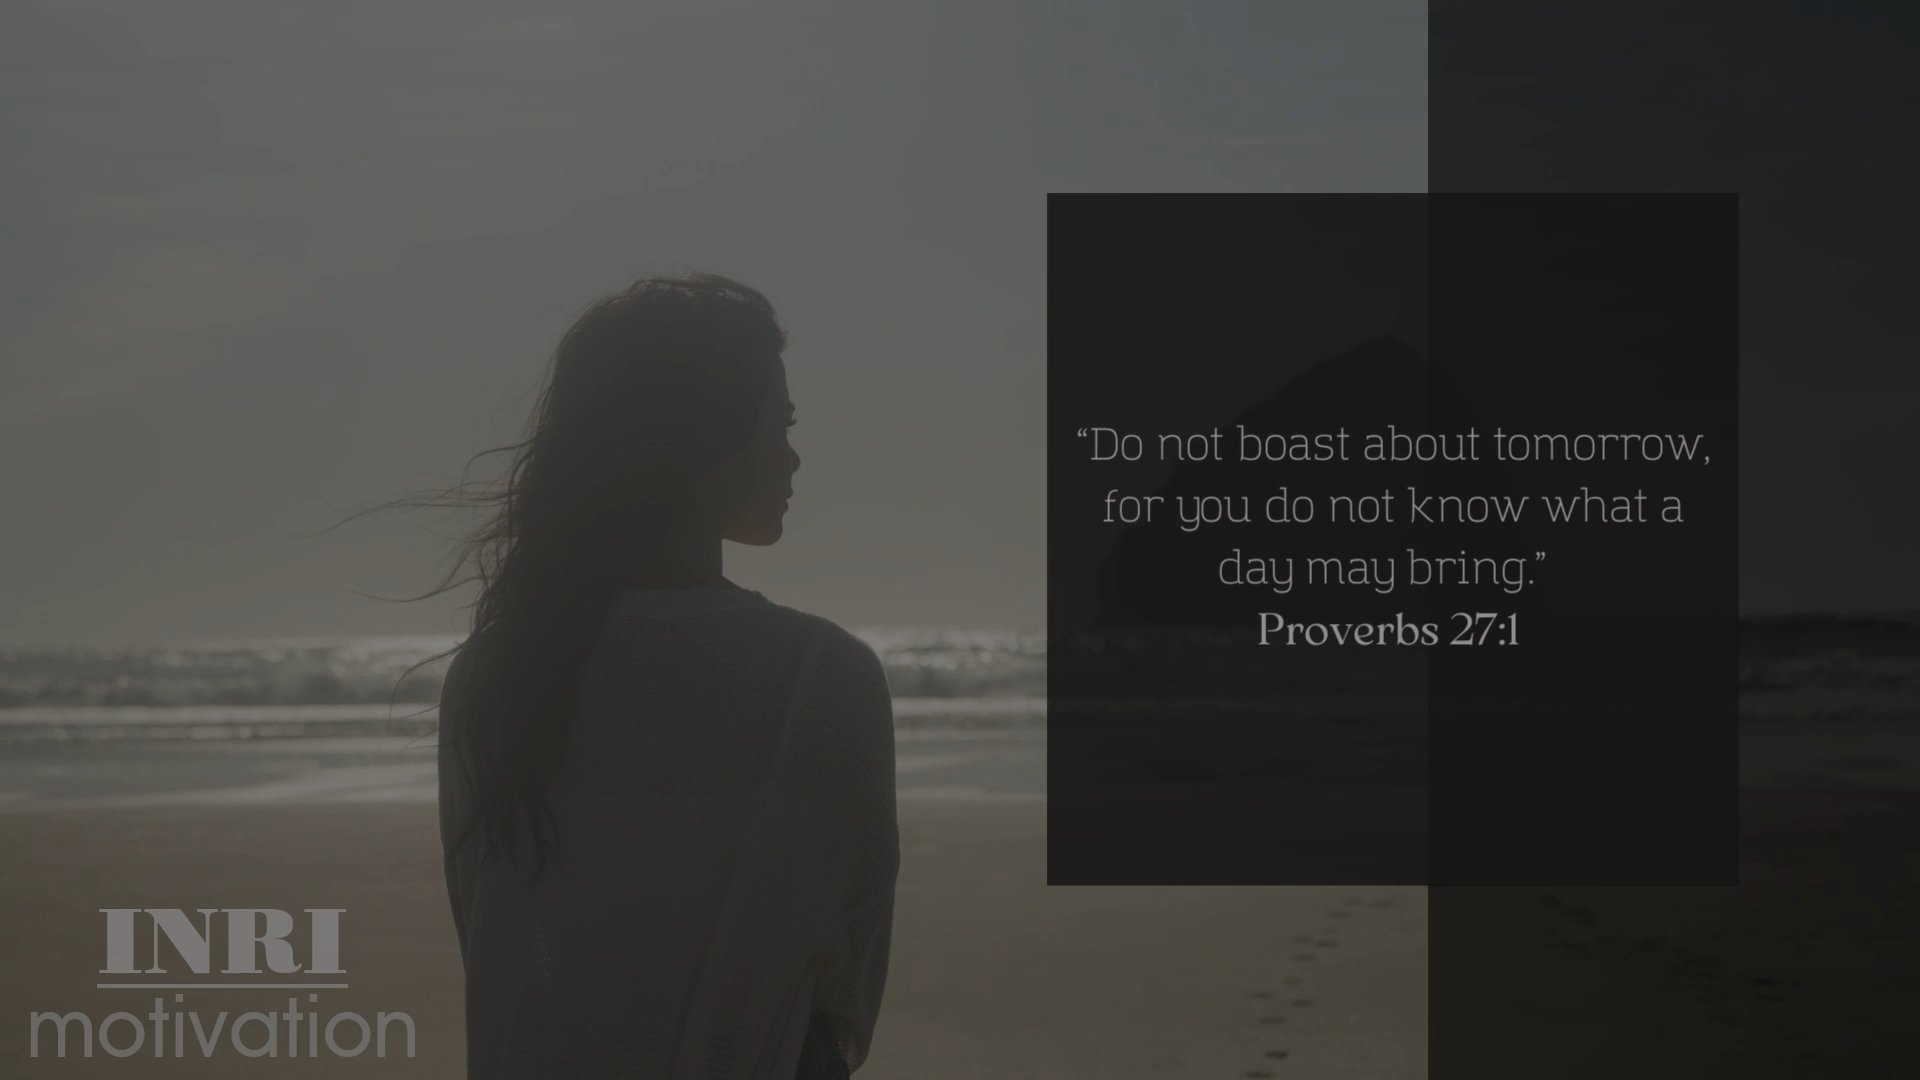 “Do not boast about tomorrow,
for you do not know what a
day may bring.”
Proverbs 27:1
INRI
motivation